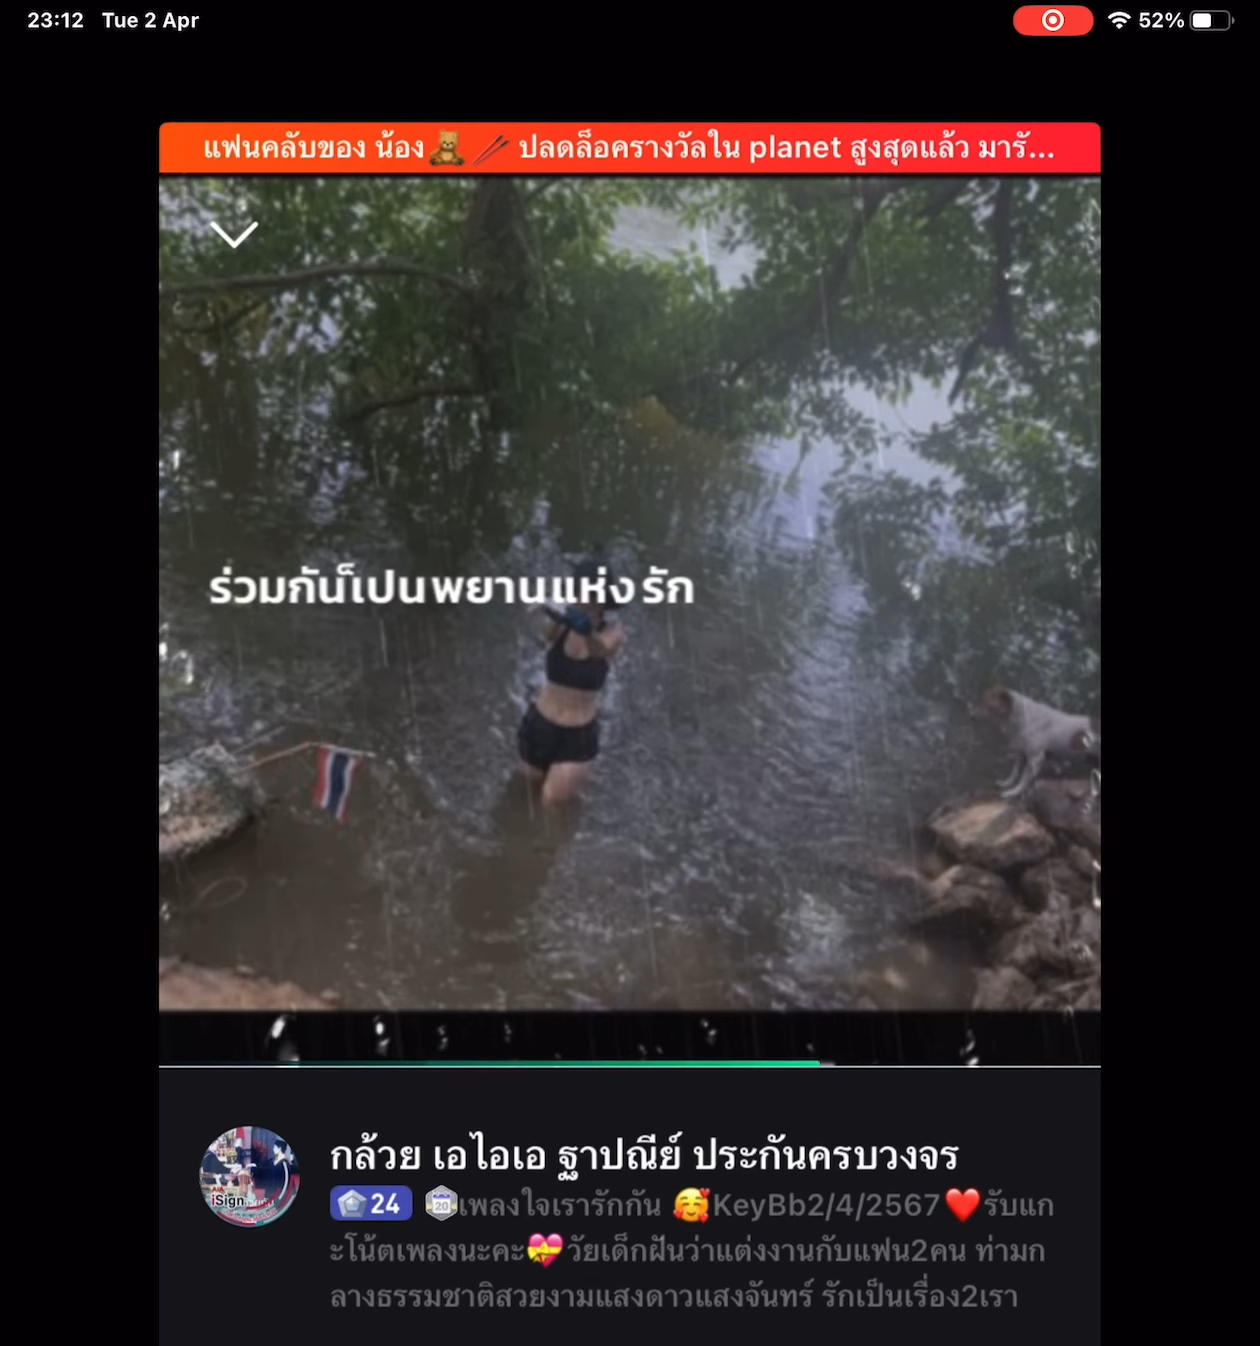 23:12 Tue 2 Apr
52%
แฟนคลับของ น้อง🧸🥢 ปลดล็อครางวัลใน planet สูงสุดแล้ว มารั...
ร่วมกันเ็ปนพยานแห่งรัก
กล้วย เอไอเอ ฐาปณีย์ ประกันครบวงจร
iSign
24 20 เพลงใจเรารักกัน 🥰KeyBb2/4/2567❤️รับแก
ะโน้ตเพลงนะคะ💝วัยเด็กฝันว่าแต่งงานกับแฟน2คน ท่ามก
ลางธรรมชาติสวยงามแสงดาวแสงจันทร์ รักเป็นเรื่อง2เรา